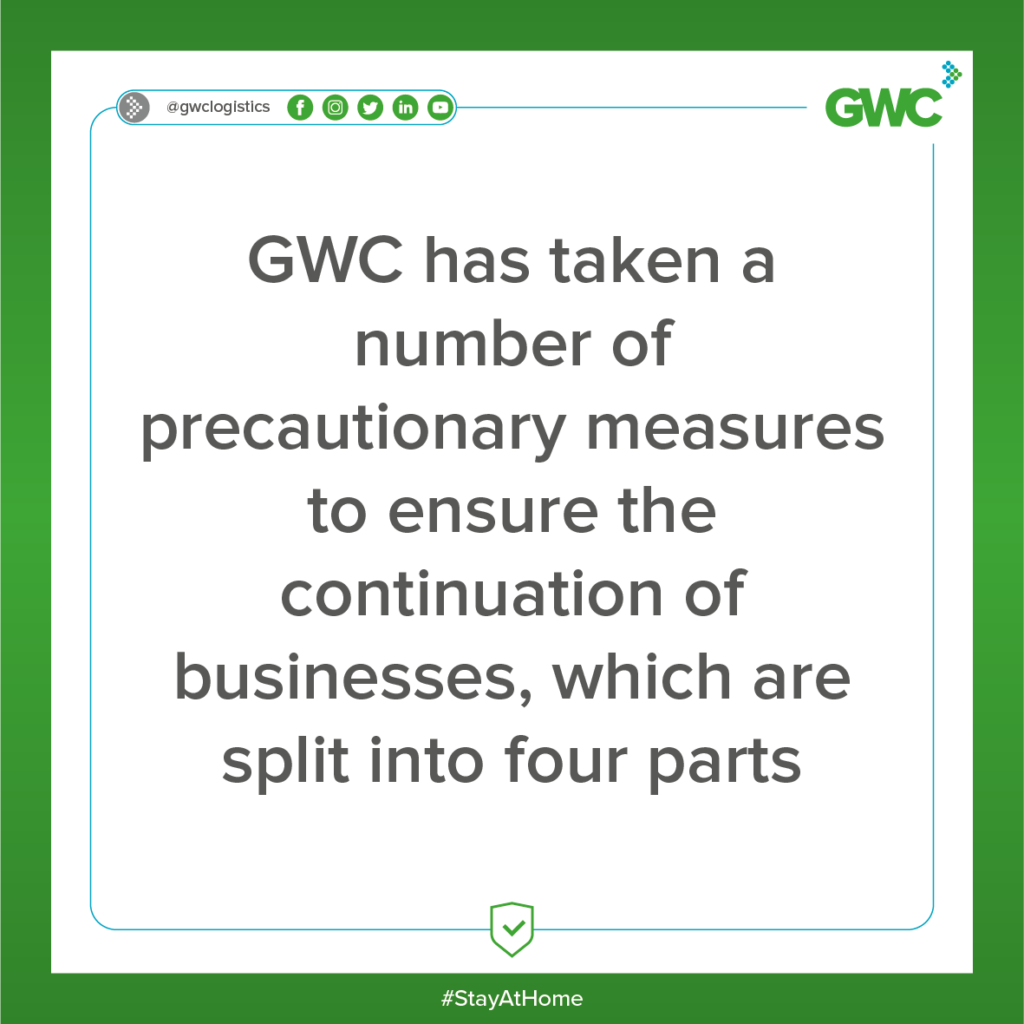 @gwclogistics
GWC
GWC has taken a
number of
precautionary measures
to ensure the
continuation of
businesses, which are
split into four parts
#StayAtHome